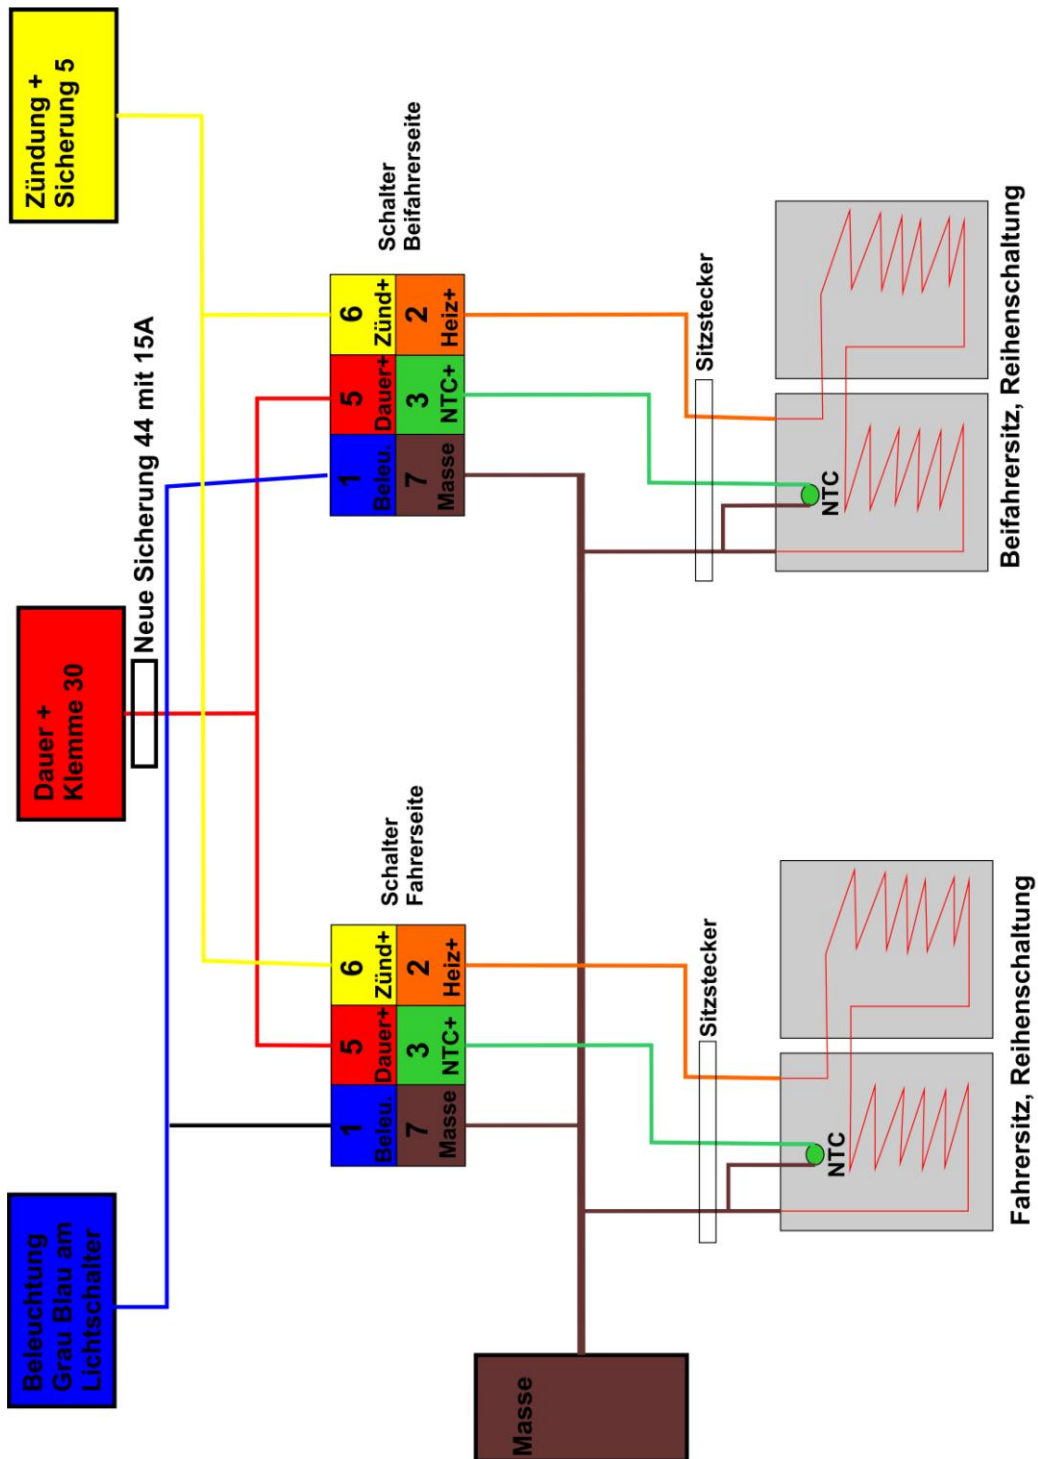 Beleuchtung
Grau Blau am
Lichtschalter
Dauer +
Klemme 30
Zündung +
Sicherung 5
Neue Sicherung 44 mit 15A
1
Beleu.
5
Dauer+
6
Zünd+
7
Masse
3
NTC+
2
Heiz+
Schalter
Fahrerseite
1
Beleu.
5
Dauer+
6
Zünd+
7
Masse
3
NTC+
2
Heiz+
Schalter
Beifahrerseite
Masse
Sitzstecker
Sitzstecker
NTC
NTC
Fahrersitz, Reihenschaltung
Beifahrersitz, Reihenschaltung